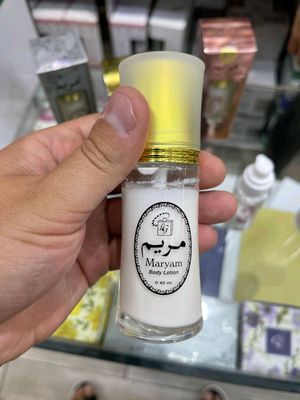 مريم
Maryam
Body Lotion
e 40 ml